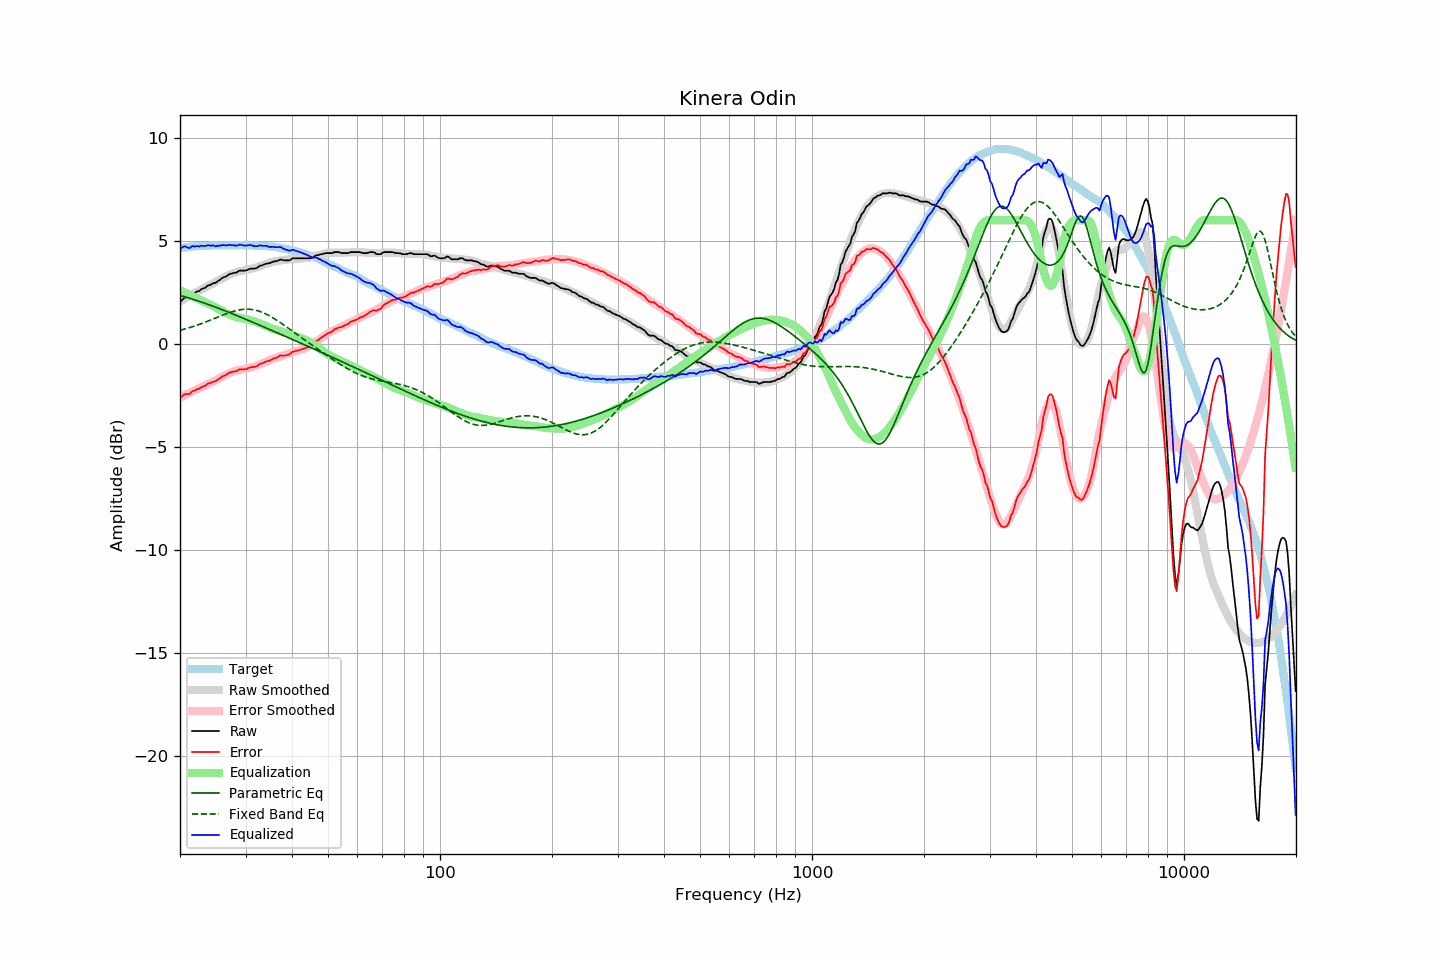 Kinera Odin
10
5
0
−5
−10
−15
−20
Amplitude (dBr)
Target
Raw Smoothed
Error Smoothed
Raw
Error
Equalization
Parametric Eq
Fixed Band Eq
Equalized
100
1000
10000
Frequency (Hz)